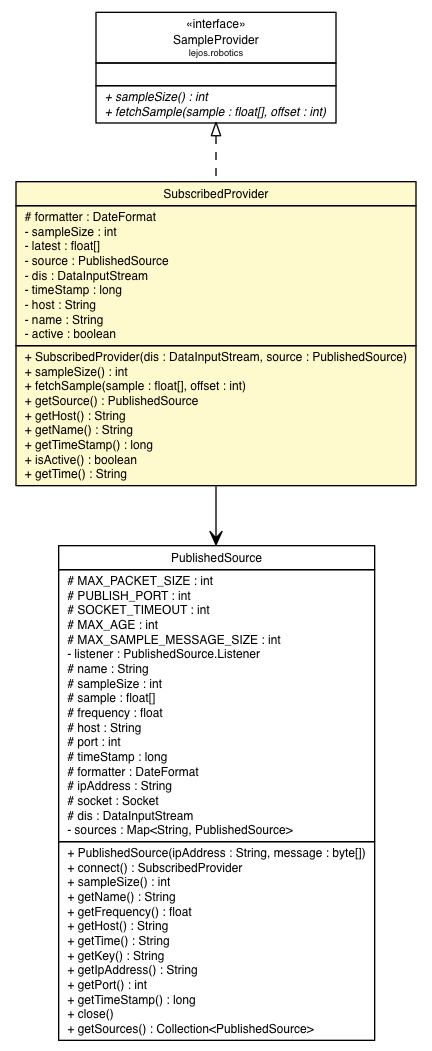 «interface»
SampleProvider
lejos.robotics
+ sampleSize() : int
+ fetchSample(sample : float[], offset : int)
SubscribedProvider
# formatter : DateFormat
- sampleSize : int
- latest : float[]
- source : PublishedSource
- dis : DataInputStream
- timeStamp : long
- host : String
- name : String
- active : boolean
+ SubscribedProvider(dis : DataInputStream, source : PublishedSource)
+ sampleSize() : int
+ fetchSample(sample : float[], offset : int)
+ getSource() : PublishedSource
+ getHost() : String
+ getName() : String
+ getTimeStamp() : long
+ isActive() : boolean
+ getTime() : String
PublishedSource
# MAX_PACKET_SIZE : int
# PUBLISH_PORT : int
# SOCKET_TIMEOUT : int
# MAX_AGE : int
# MAX_SAMPLE_MESSAGE_SIZE : int
- listener : PublishedSource.Listener
# name : String
# sampleSize : int
# sample : float[]
# frequency : float
# host : String
# port : int
# timeStamp : long
# formatter : DateFormat
# ipAddress : String
# socket : Socket
# dis : DataInputStream
- sources : Map<String, PublishedSource>
+ PublishedSource(ipAddress : String, message : byte[])
+ connect() : SubscribedProvider
+ sampleSize() : int
+ getName() : String
+ getFrequency() : float
+ getHost() : String
+ getTime() : String
+ getKey() : String
+ getIpAddress() : String
+ getPort() : int
+ getTimeStamp() : long
+ close()
+ getSources() : Collection<PublishedSource>